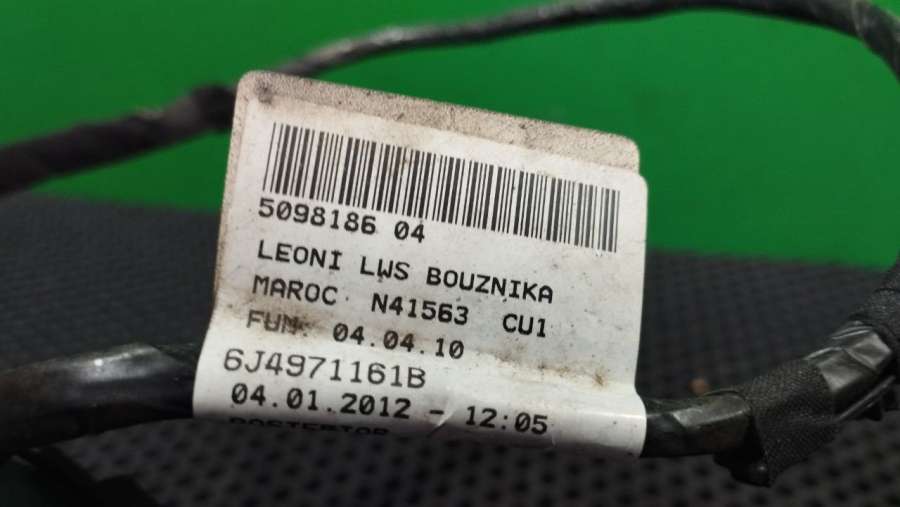 5098186 04
LEONI LWS BOUZNIKA
MAROC N41563 CU1
FUN. 04.04.10
6J4971161B
04.01.2012 - 12:05